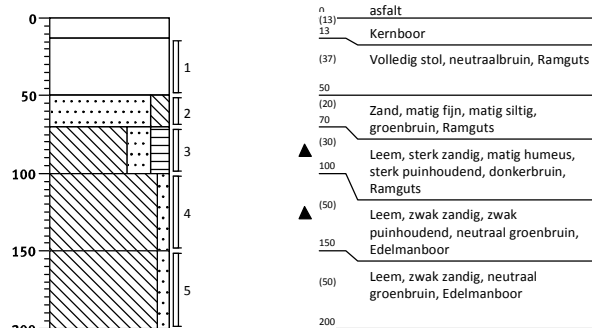 0
50
100
150
200
1
2
3
4
5
0
asfalt
(13)
13
Kernboor
(37)
Volledig stol, neutraalbruin, Ramguts
50
(20)
Zand, matig fijn, matig siltig,
70
groenbruin, Ramguts
(30)
Leem, sterk zandig, matig humeus,
100
sterk puinhoudend, donkerbruin,
Ramguts
(50)
Leem, zwak zandig, zwak
puinhoudend, neutraal groenbruin,
150
Edelmanboor
(50)
Leem, zwak zandig, neutraal
groenbruin, Edelmanboor
200